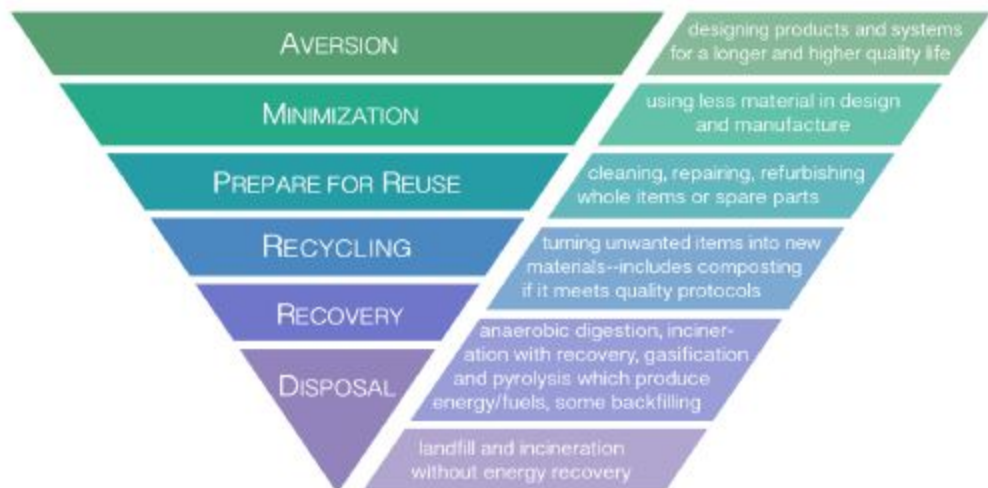 AVERSION
designing products and systems
for a longer and higher quality life
MINIMIZATION
using less material in design
and manufacture
PREPARE FOR REUSE
cleaning, repairing, refurbishing
whole items or spare parts
RECYCLING
turning unwanted items into new
materials--includes composting
if it meets quality protocols
RECOVERY
anaerobic digestion, inciner-
ation with recovery, gasification
and pyrolysis which produce
energy/fuels, some backfilling
DISPOSAL
landfill and incineration
without energy recovery